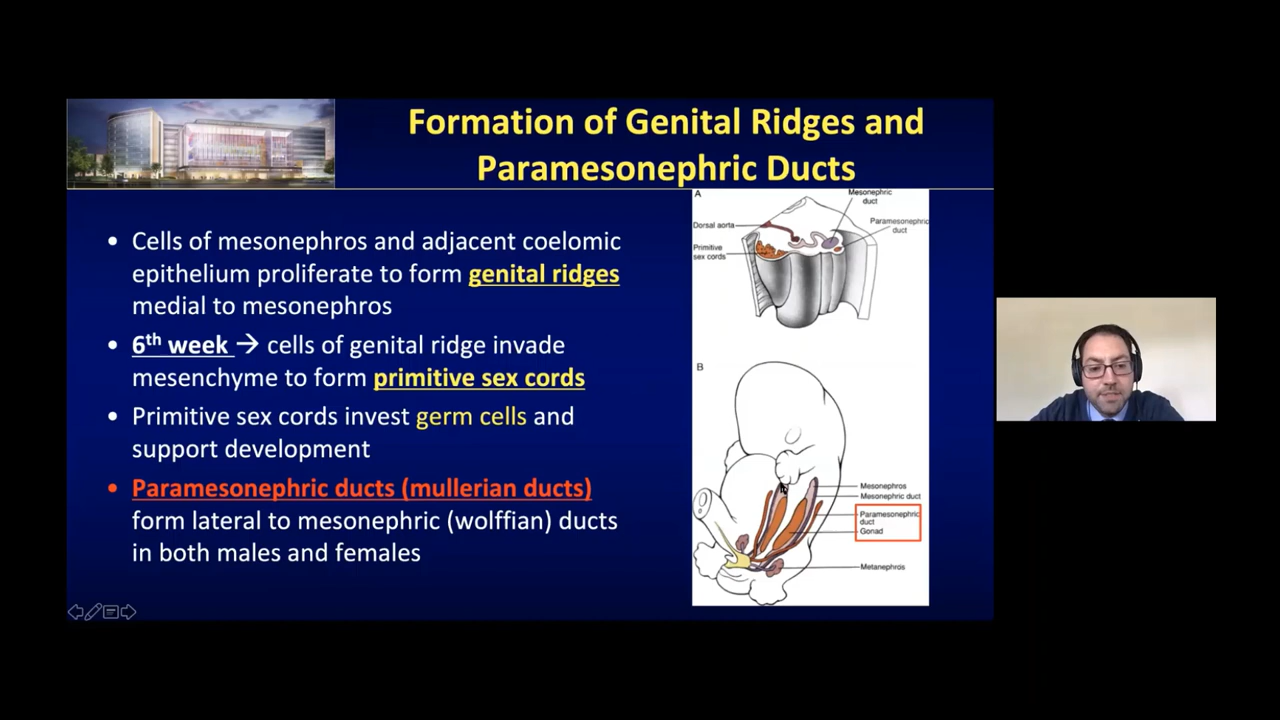 Formation of Genital Ridges and
Paramesonephric Ducts
• Cells of mesonephros and adjacent coelomic
epithelium proliferate to form genital ridges
medial to mesonephros
• 6th week → cells of genital ridge invade
mesenchyme to form primitive sex cords
• Primitive sex cords invest germ cells and
support development
• Paramesonephric ducts (mullerian ducts)
form lateral to mesonephric (wolffian) ducts
in both males and females
A
Mesonephric
duct
Dorsal aorta
Paramesonephric
duct
Primitive
sex cords
B
Mesonephros
Mesonephric duct
Paramesonephric
duct
Gonad
Metanephros